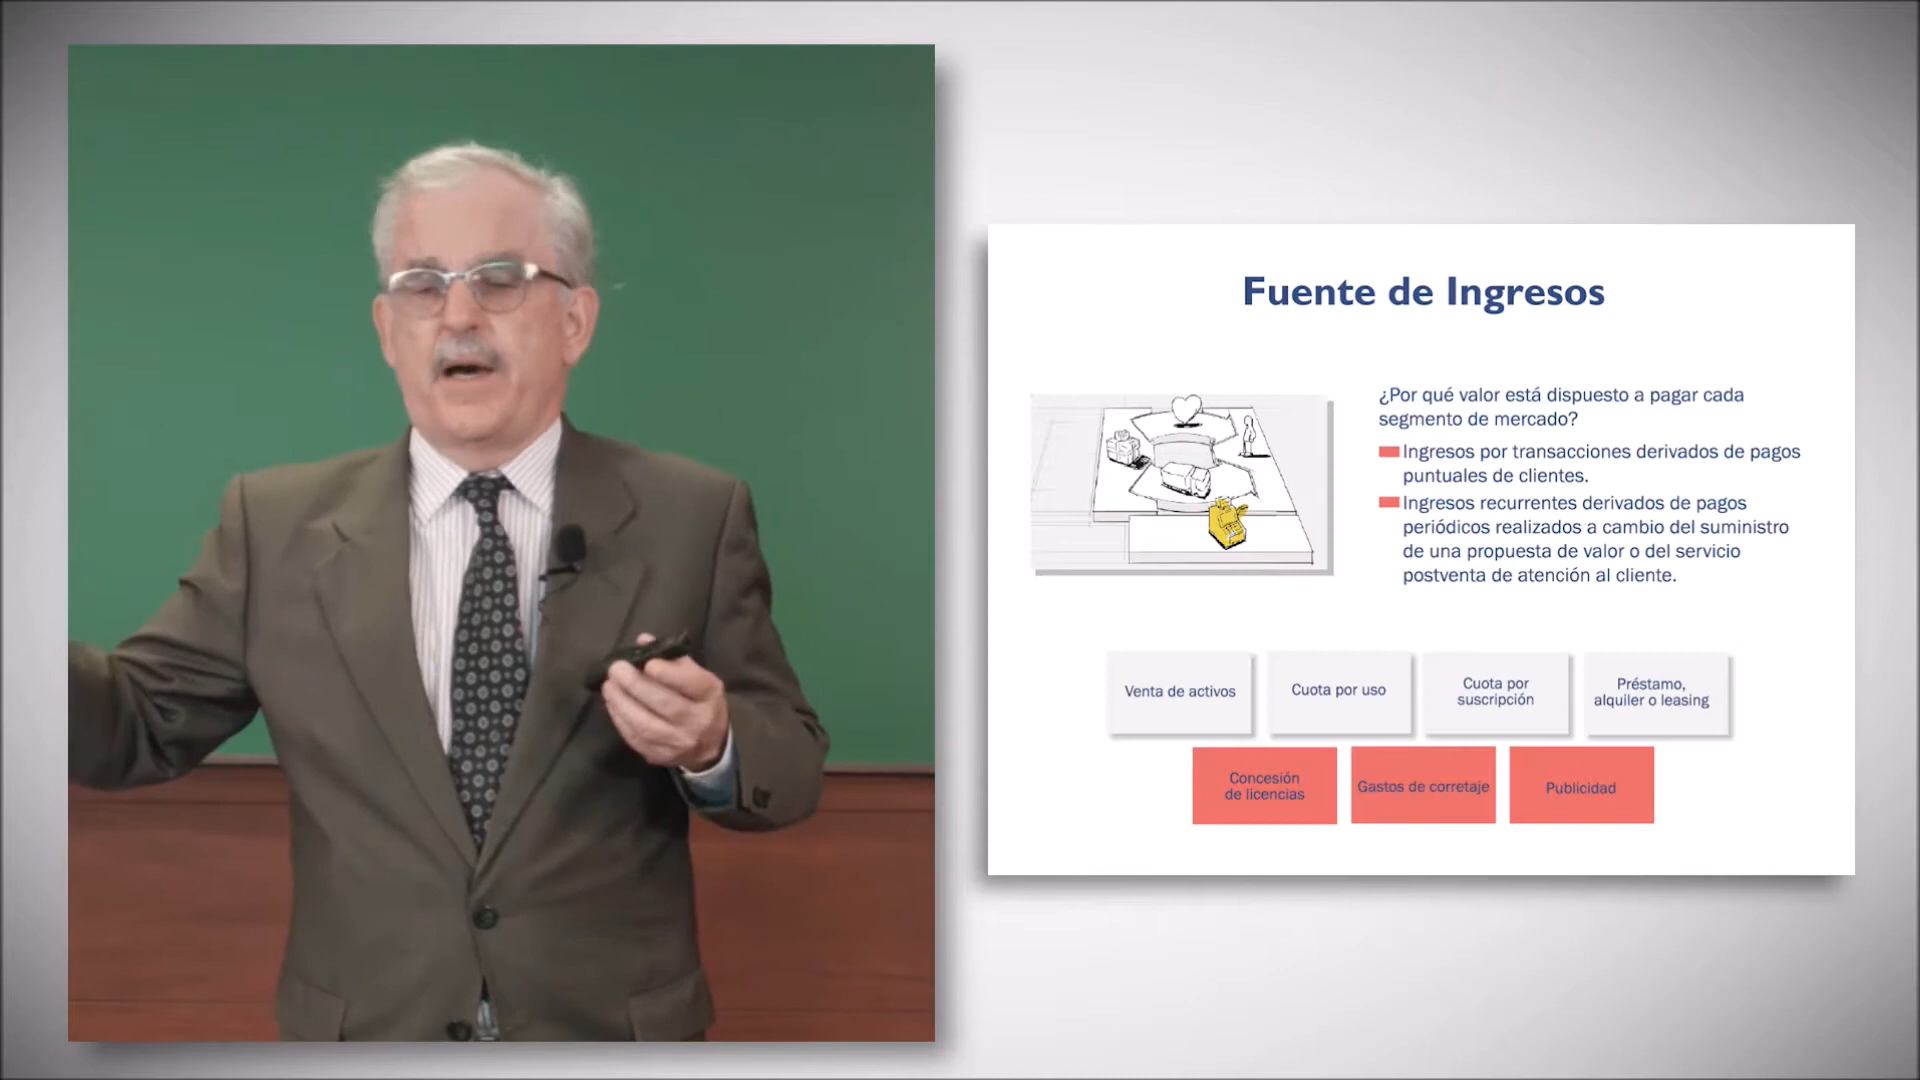 Fuente de Ingresos
¿Por qué valor está dispuesto a pagar cada
segmento de mercado?
Ingresos por transacciones derivados de pagos
puntuales de clientes.
Ingresos recurrentes derivados de pagos
periódicos realizados a cambio del suministro
de una propuesta de valor o del servicio
postventa de atención al cliente.
Venta de activos
Cuota por uso
Cuota por
suscripción
Préstamo,
alquiler o leasing
Concesión
de licencias
Gastos de corretaje
Publicidad